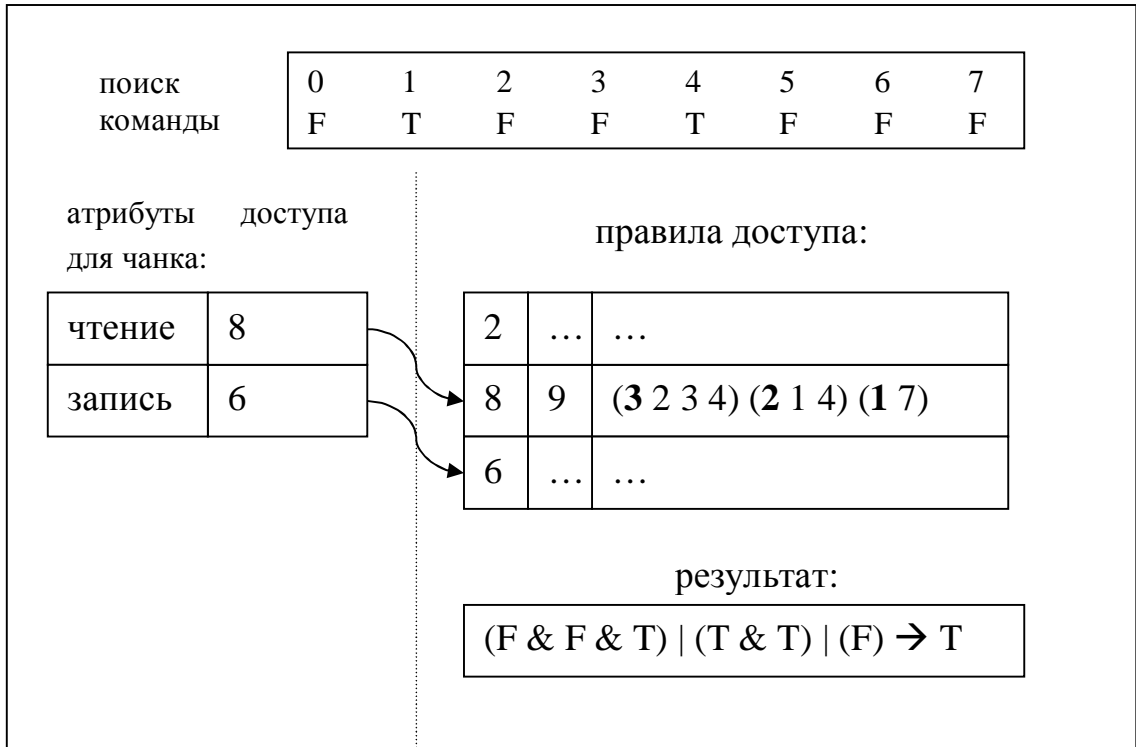 поиск 0 1 2 3 4 5 6 7
команды F T F F T F F F
атрибуты доступа
для чанка:
правила доступа:
чтение 8
запись 6
2 … …
8 9 (3 2 3 4) (2 1 4) (1 7)
6 … …
результат:
(F & F & T) | (T & T) | (F) → T